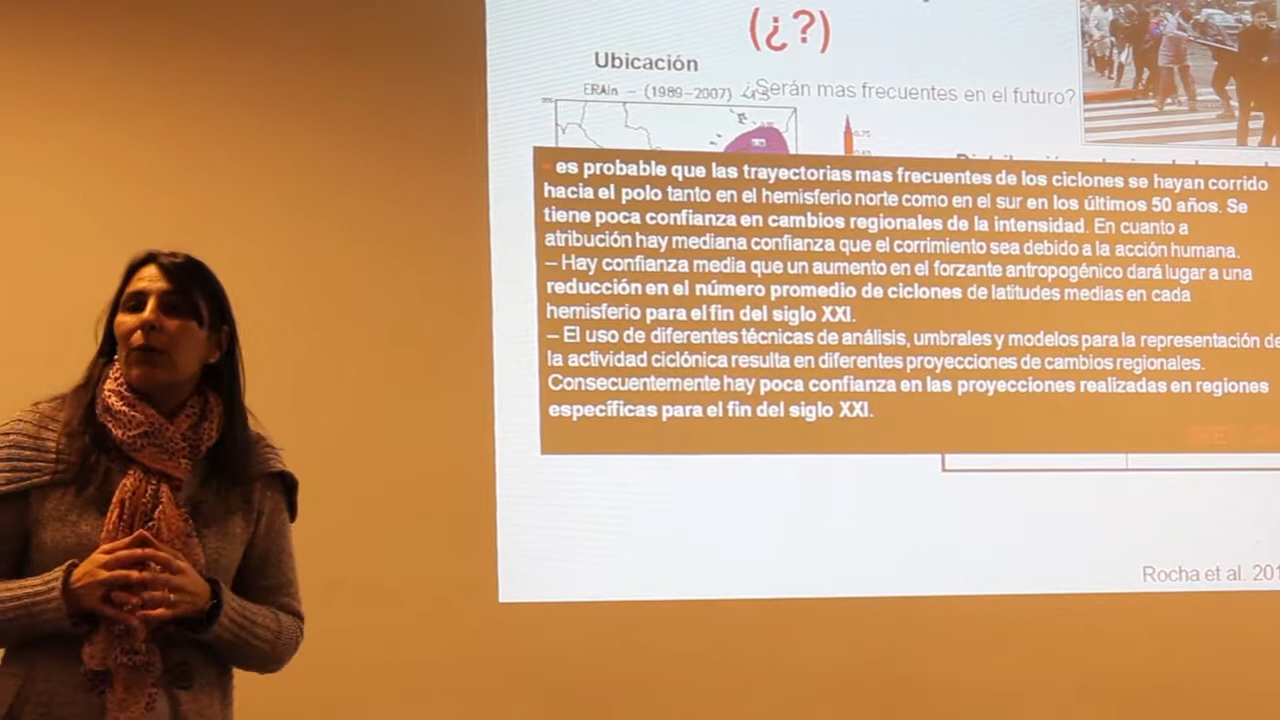 (¿?)
Ubicación
ERAIn – (1989–2007)
¿Serán mas frecuentes en el futuro?
es probable que las trayectorias mas frecuentes de los ciclones se hayan corrido
hacia el polo tanto en el hemisferio norte como en el sur en los últimos 50 años. Se
tiene poca confianza en cambios regionales de la intensidad. En cuanto a
atribución hay mediana confianza que el corrimiento sea debido a la acción humana.
– Hay confianza media que un aumento en el forzante antropogénico dará lugar a una
reducción en el número promedio de ciclones de latitudes medias en cada
hemisferio para el fin del siglo XXI.
– El uso de diferentes técnicas de análisis, umbrales y modelos para la representación de
la actividad ciclónica resulta en diferentes proyecciones de cambios regionales.
Consecuentemente hay poca confianza en las proyecciones realizadas en regiones
específicas para el fin del siglo XXI.
Rocha et al. 201